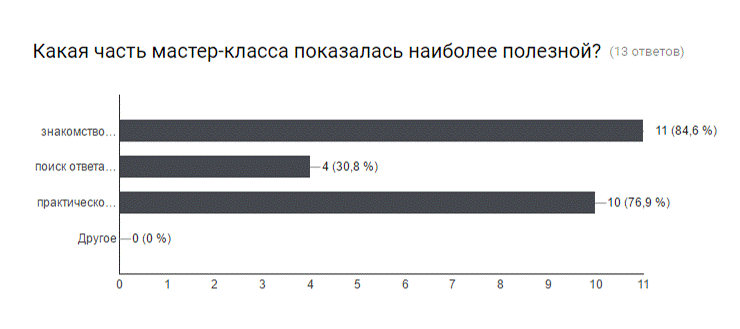 Какая часть мастер-класса показалась наиболее полезной? (13 ответов)
знакомство... 11 (84,6 %)
поиск ответа... 4 (30,8 %)
практическо... 10 (76,9 %)
Другое 0 (0 %)
0 1 2 3 4 5 6 7 8 9 10 11